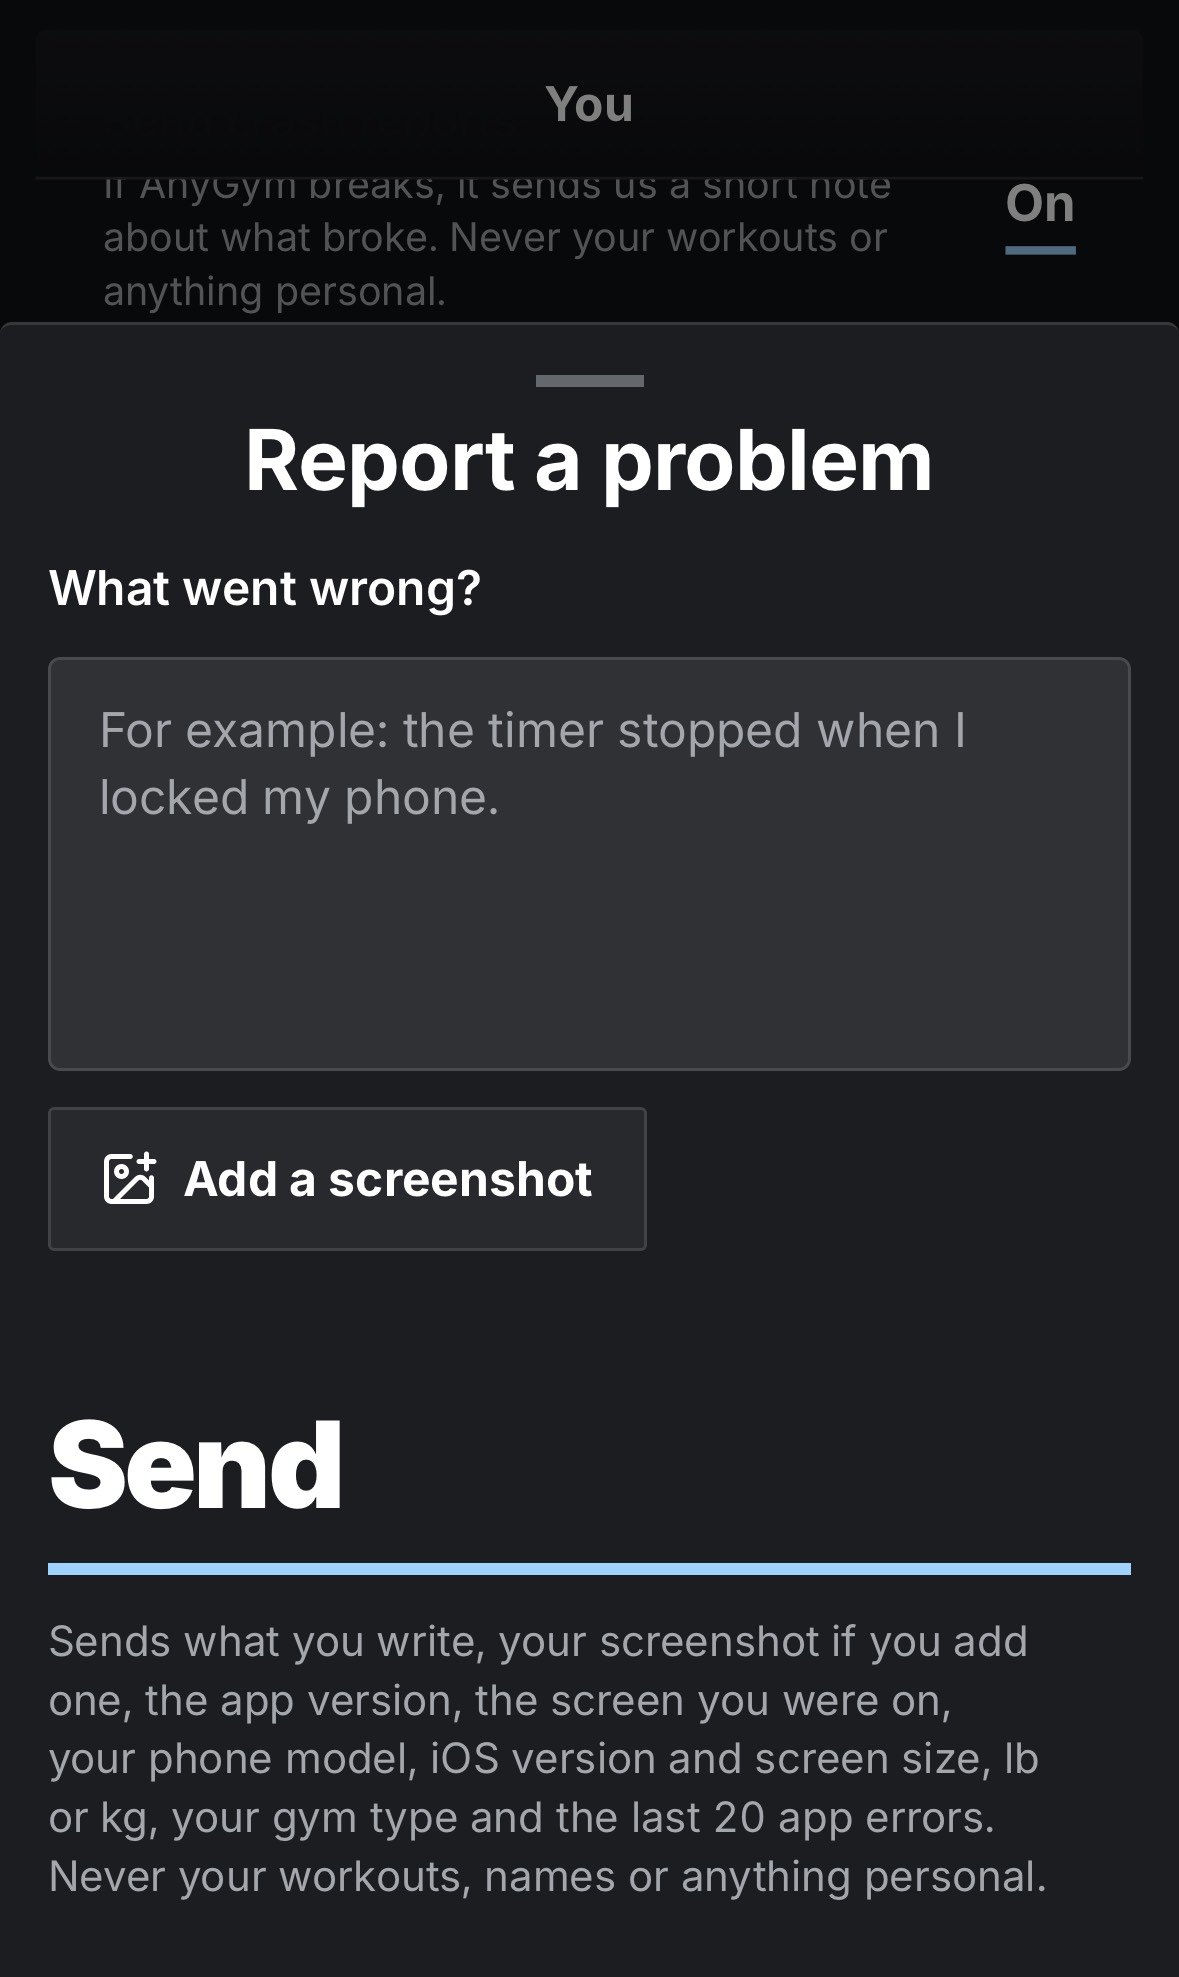 You
If AnyGym breaks, it sends us a short note
about what broke. Never your workouts or
anything personal.
On
Report a problem
What went wrong?
For example: the timer stopped when I
locked my phone.
Add a screenshot
Send
Sends what you write, your screenshot if you add
one, the app version, the screen you were on,
your phone model, iOS version and screen size, lb
or kg, your gym type and the last 20 app errors.
Never your workouts, names or anything personal.